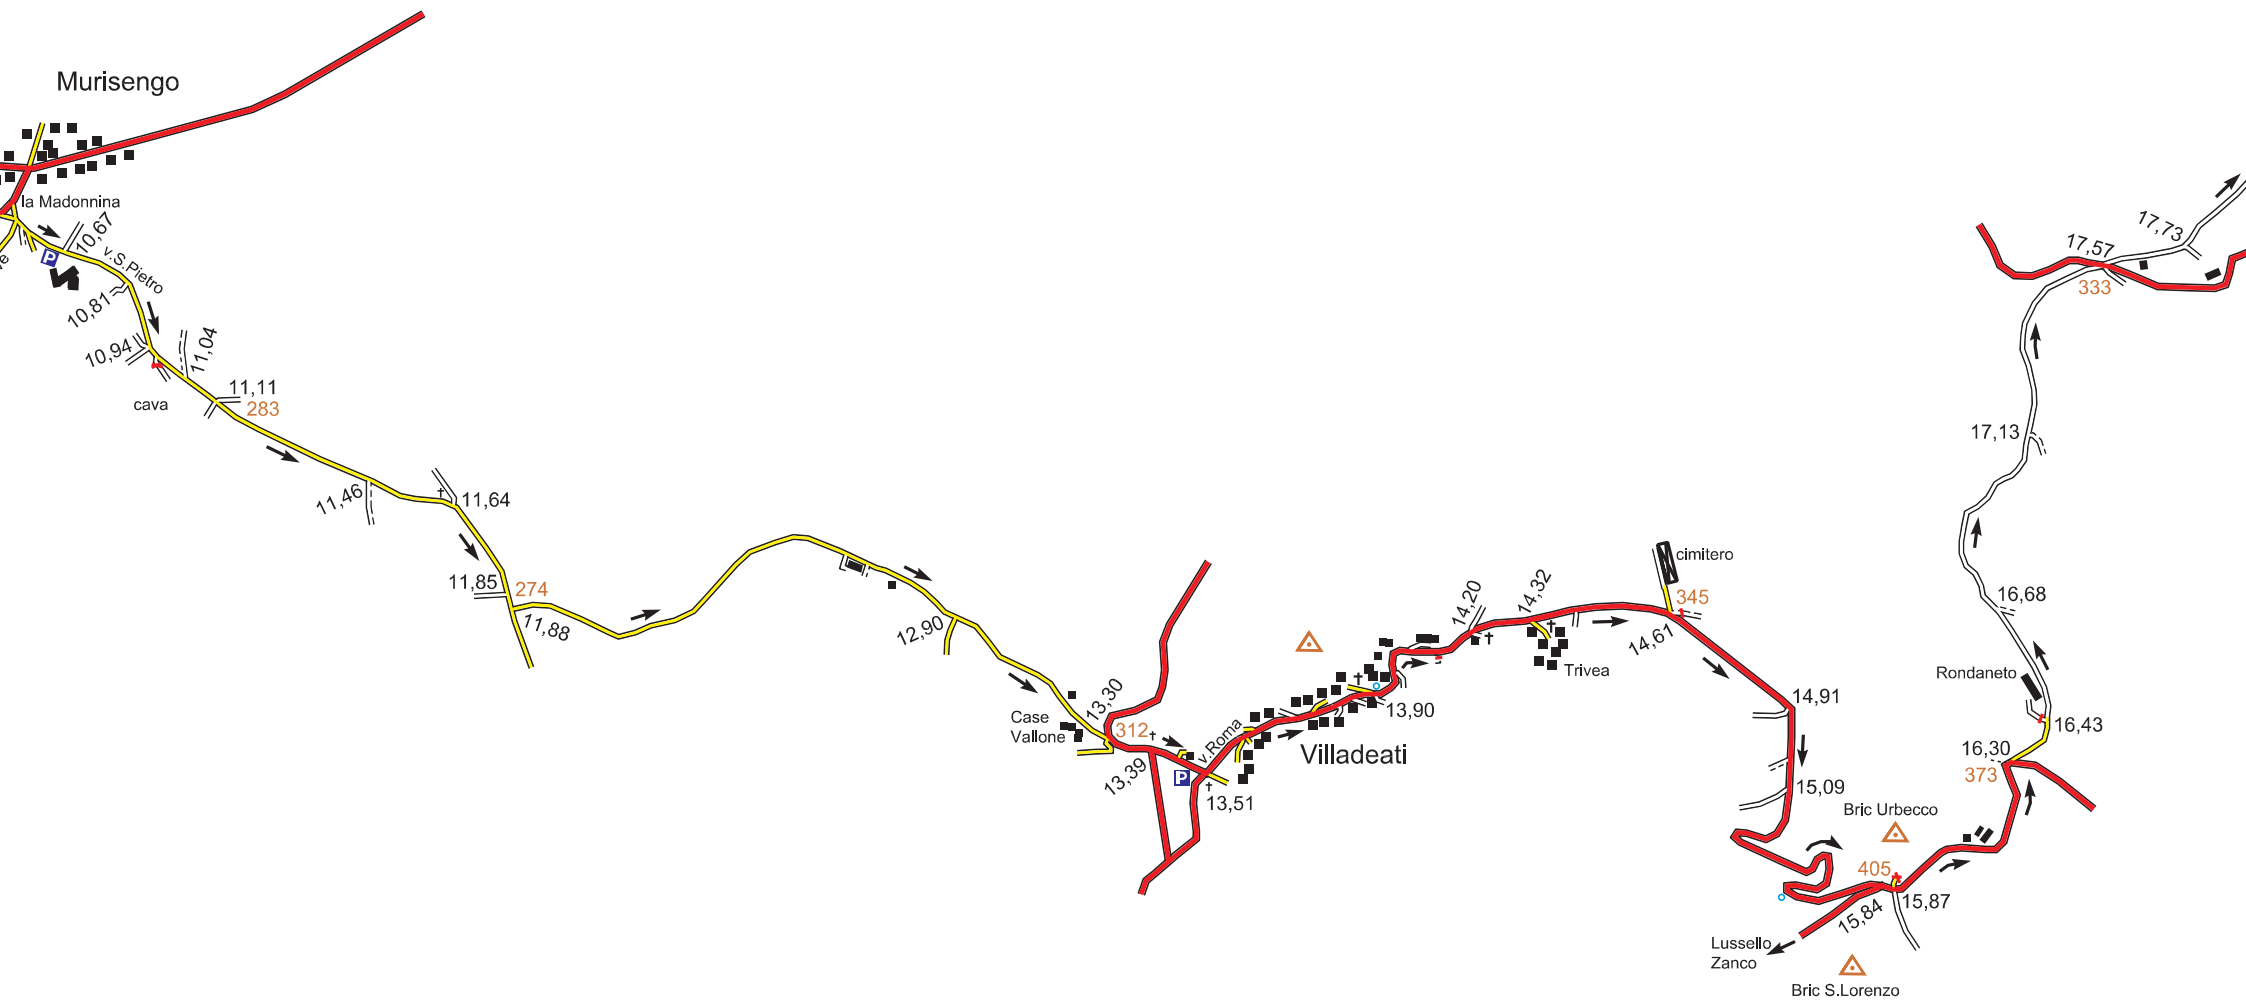 Murisengo
la Madonnina
10,67
v.S.Pietro
P
10,81
10,94
11,04
cava
11,11
283
11,46
11,64
11,85
274
11,88
12,90
Case
Vallone
13,30
312
13,39
P
v.Roma
13,51
Villadeati
13,90
14,20
14,32
Trivea
cimitero
345
14,61
14,91
15,09
Bric Urbecco
405
15,84
15,87
Lussello
Zanco
Bric S.Lorenzo
16,30
373
16,43
Rondaneto
16,68
17,13
17,57
333
17,73